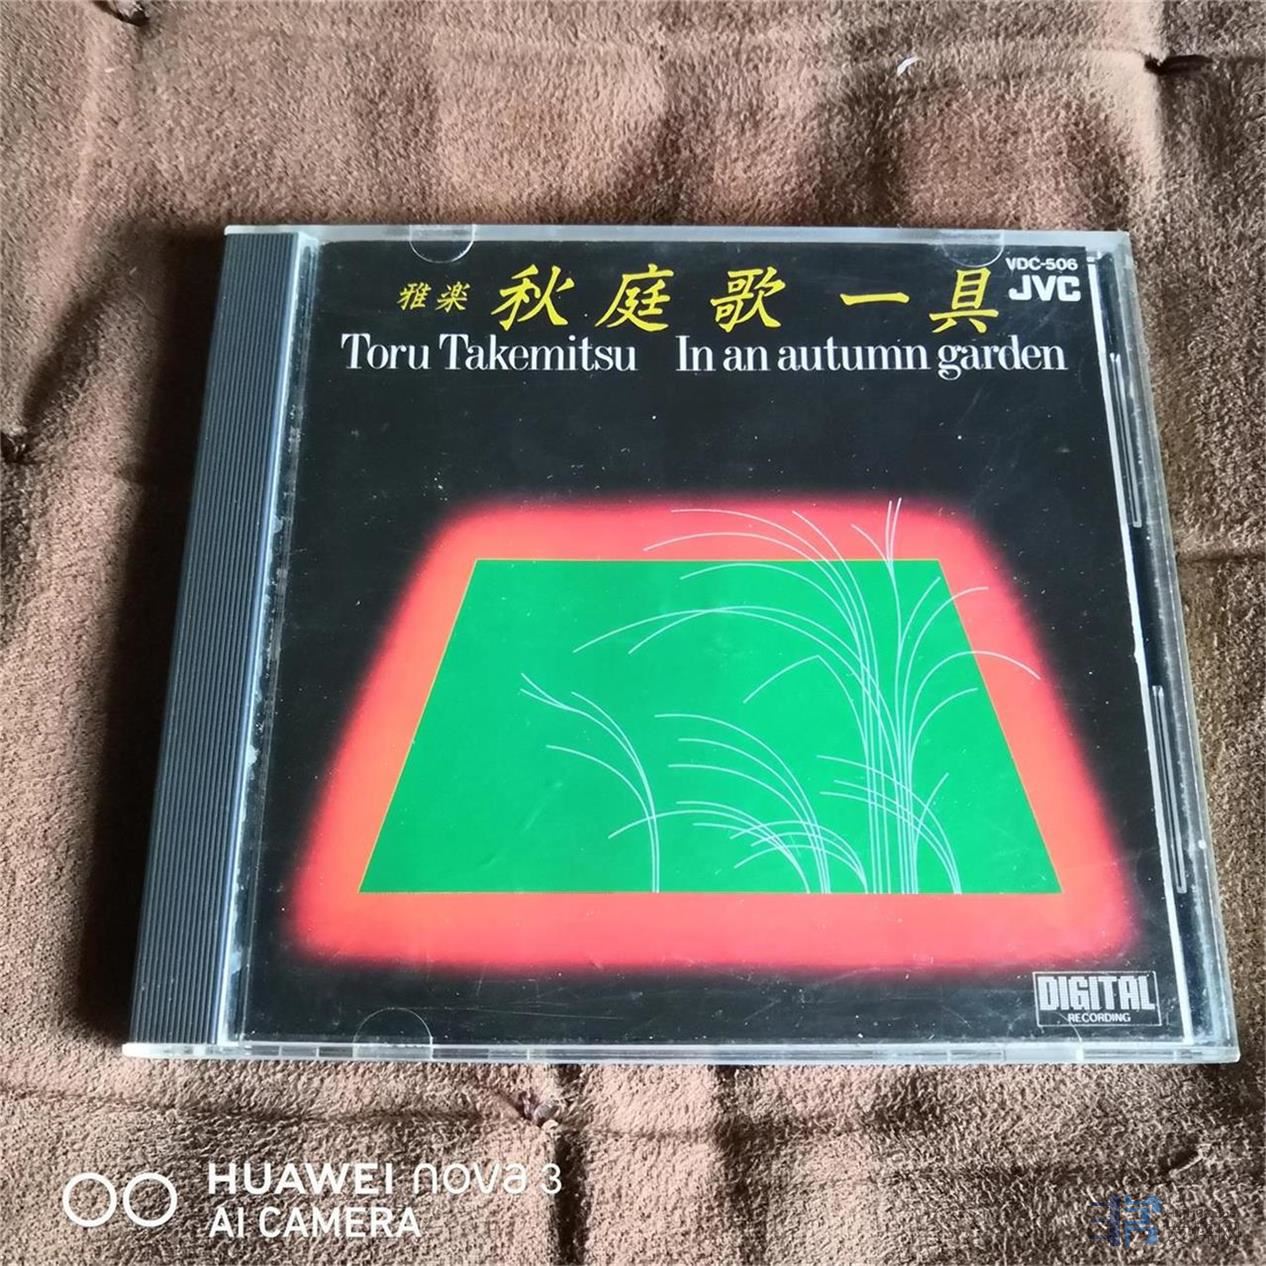 VDC-506
JVC
雅楽 秋庭歌 一具
Toru Takemitsu In an autumn garden
DIGITAL
RECORDING
HUAWEI nova 3
AI CAMERA